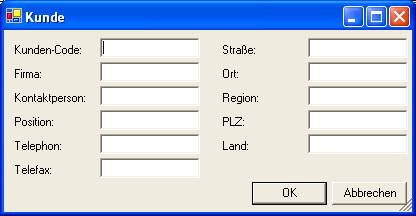 Kunde
Kunden-Code:
Firma:
Kontaktperson:
Position:
Telephon:
Telefax:
Straße:
Ort:
Region:
PLZ:
Land:
OK
Abbrechen